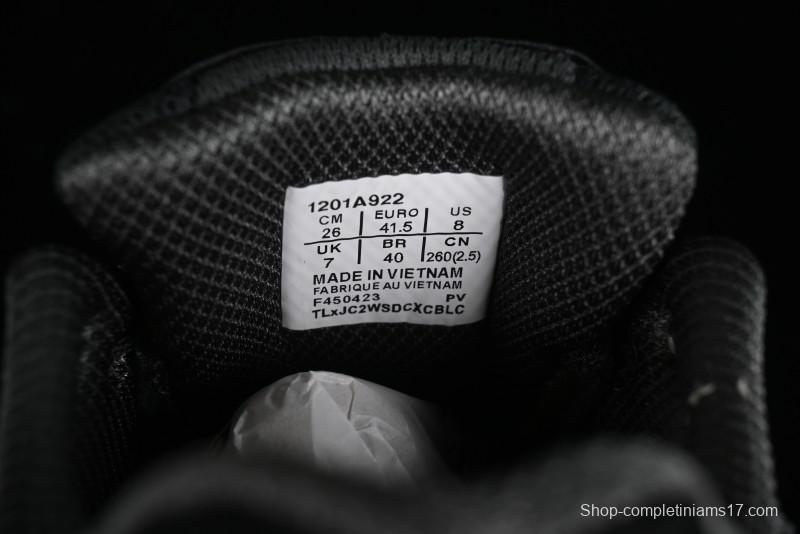 1201A922
CM EURO US
26 41.5 8
UK BR CN
7 40 260(2.5)
MADE IN VIETNAM
FABRIQUE AU VIETNAM
F450423 PV
TLxJC2WSDCXCBLC
Shop-completiniams17.com